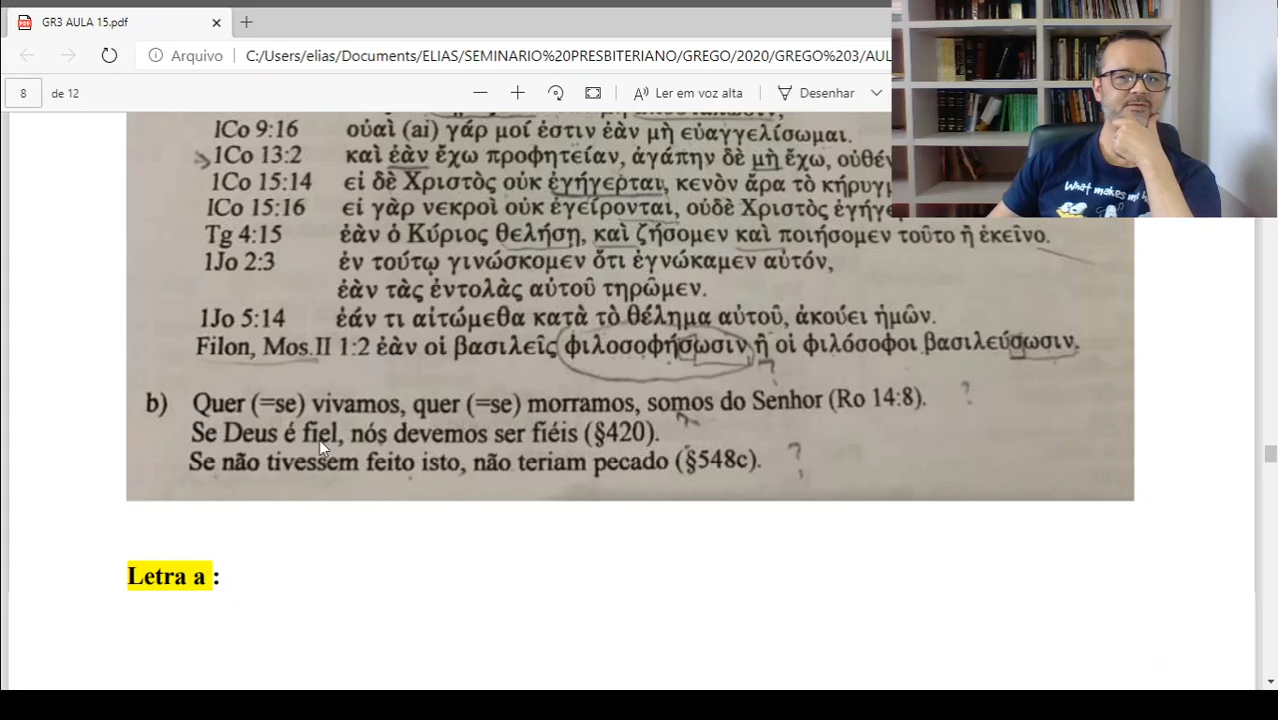 GR3 AULA 15.pdf
Arquivo C:/Users/elias/Documents/ELIAS/SEMINARIO%20PRESBITERIANO/GREGO/2020/GREGO%203/AUL
8 de 12 Ler em voz alta Desenhar
1Co 9:16 οὐαὶ (ai) γάρ μοί ἐστιν ἐὰν μὴ εὐαγγελίσωμαι.
1Co 13:2 καὶ ἐὰν ἔχω προφητείαν, ἀγάπην δὲ μὴ ἔχω, οὐθέν
1Co 15:14 εἰ δὲ Χριστὸς οὐκ ἐγήγερται, κενὸν ἄρα τὸ κήρυγμ
1Co 15:16 εἰ γὰρ νεκροὶ οὐκ ἐγείρονται, οὐδὲ Χριστὸς ἐγήγε
Tg 4:15 ἐὰν ὁ Κύριος θελήσῃ, καὶ ζήσομεν καὶ ποιήσομεν τοῦτο ἢ ἐκεῖνο.
1Jo 2:3 ἐν τούτῳ γινώσκομεν ὅτι ἐγνώκαμεν αὐτόν,
ἐὰν τὰς ἐντολὰς αὐτοῦ τηρῶμεν.
1Jo 5:14 ἐάν τι αἰτώμεθα κατὰ τὸ θέλημα αὐτοῦ, ἀκούει ἡμῶν.
Filon, Mos.II 1:2 ἐὰν οἱ βασιλεῖς φιλοσοφήσωσιν ἢ οἱ φιλόσοφοι βασιλεύσωσιν.
?
b) Quer (=se) vivamos, quer (=se) morramos, somos do Senhor (Ro 14:8). ?
Se Deus é fiel, nós devemos ser fiéis (§420).
Se não tivessem feito isto, não teriam pecado (§548c). ?
Letra a :
What makes m